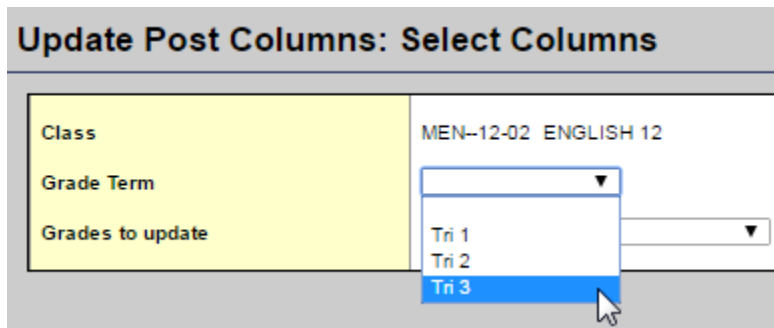 Update Post Columns: Select Columns
Class MEN--12-02 ENGLISH 12
Grade Term
Grades to update
Tri 1
Tri 2
Tri 3